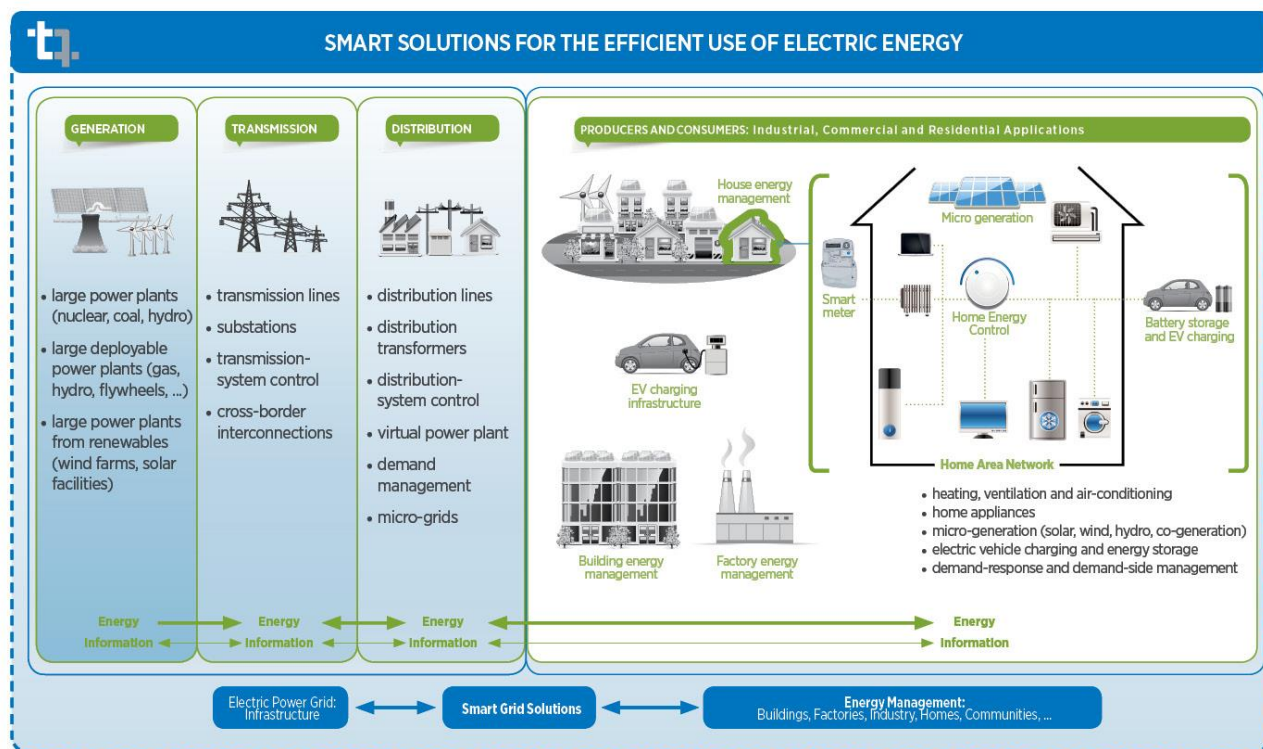 tq.
SMART SOLUTIONS FOR THE EFFICIENT USE OF ELECTRIC ENERGY
GENERATION
• large power plants
(nuclear, coal, hydro)
• large deployable
power plants (gas,
hydro, flywheels, ...)
• large power plants
from renewables
(wind farms, solar
facilities)
TRANSMISSION
• transmission lines
• substations
• transmission-
system control
• cross-border
interconnections
DISTRIBUTION
• distribution lines
• distribution
transformers
• distribution-
system control
• virtual power plant
• demand
management
• micro-grids
PRODUCERS AND CONSUMERS: Industrial, Commercial and Residential Applications
House energy
management
EV charging
infrastructure
Building energy
management
Factory energy
management
Smart
meter
Micro generation
Home Energy
Control
Battery storage
and EV charging
Home Area Network
• heating, ventilation and air-conditioning
• home appliances
• micro-generation (solar, wind, hydro, co-generation)
• electric vehicle charging and energy storage
• demand-response and demand-side management
Energy Energy Energy Energy
Information Information Information Information
Electric Power Grid:
Infrastructure
Smart Grid Solutions
Energy Management:
Buildings, Factories, Industry, Homes, Communities, ...